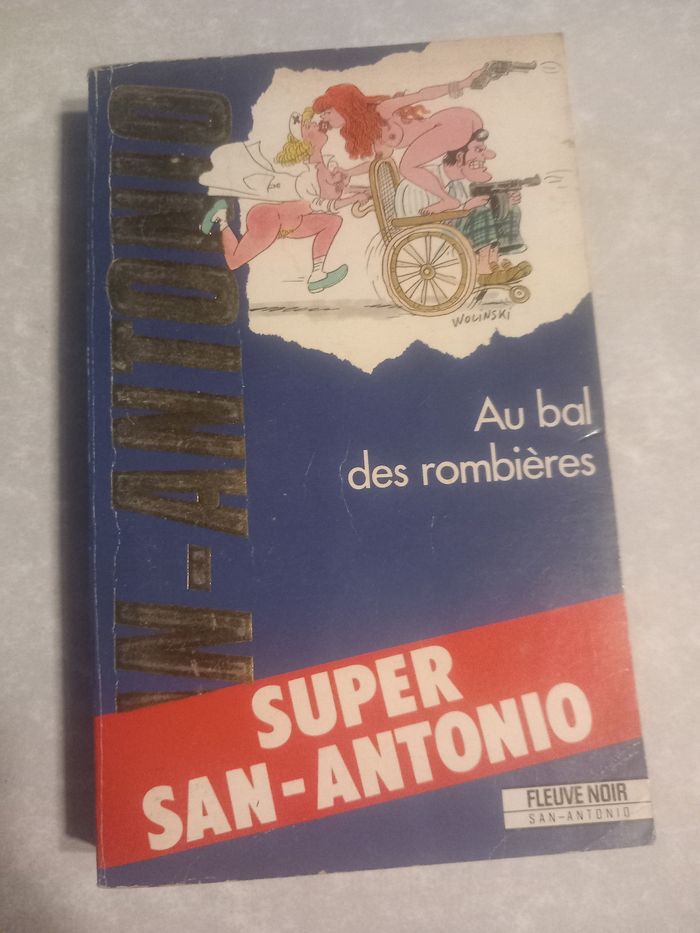 SAN-ANTONIO
WOLINSKI
Au bal
des rombières
SUPER
SAN-ANTONIO
FLEUVE NOIR
SAN-ANTONIO